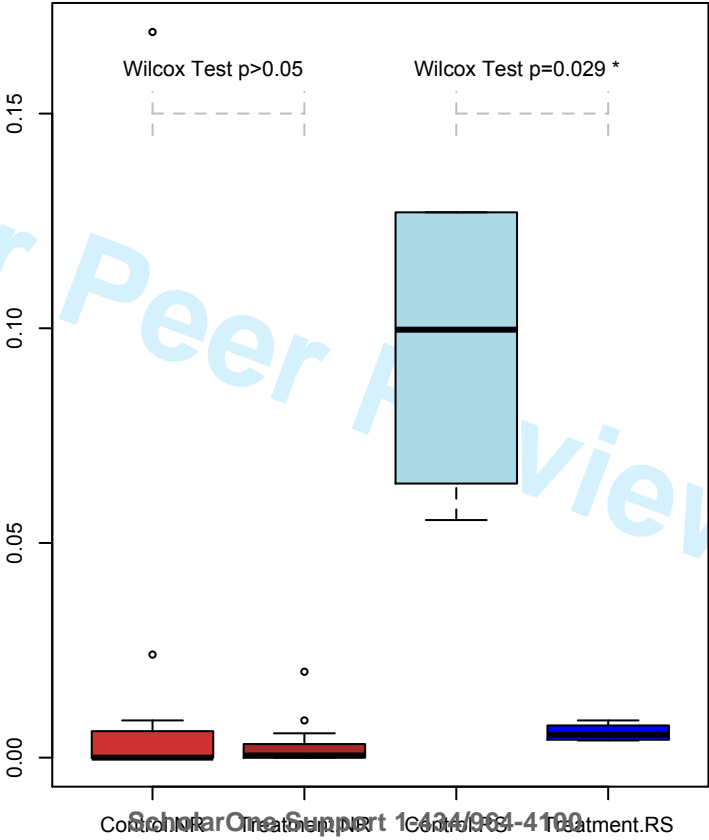 Wilcox Test p>0.05 Wilcox Test p=0.029 *
0.15
r Peer Review
0.10
0.05
0.00
Control.NR Treatment.NR Control.RS Treatment.RS
ScholarOne Support 1-434/964-4100